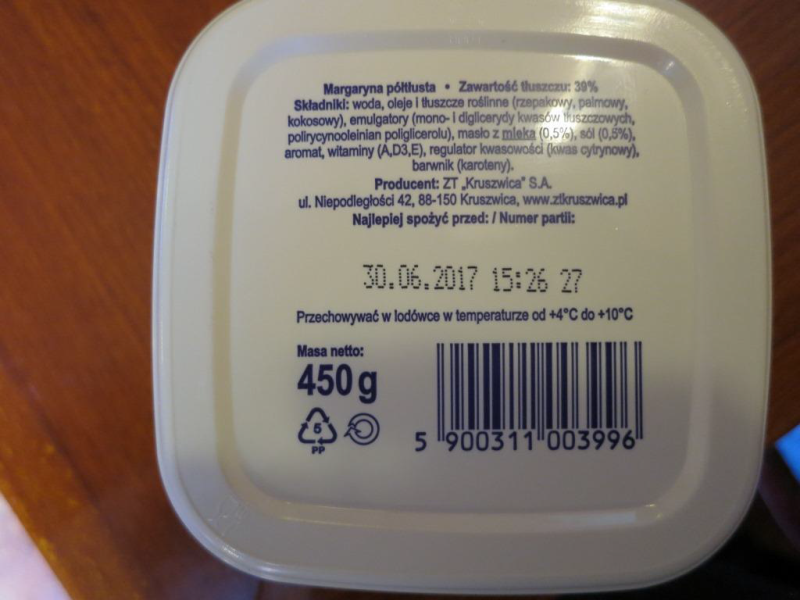 Margaryna półtłusta • Zawartość tłuszczu: 39%
Składniki: woda, oleje i tłuszcze roślinne (rzepakowy, palmowy,
kokosowy), emulgatory (mono- i diglicerydy kwasów tłuszczowych,
polirycynooleinian poliglicerolu), masło z mleka (0,5%), sól (0,5%),
aromat, witaminy (A,D3,E), regulator kwasowości (kwas cytrynowy),
barwnik (karoteny).
Producent: ZT „Kruszwica" S.A.
ul. Niepodległości 42, 88-150 Kruszwica, www.ztkruszwica.pl
Najlepiej spożyć przed: / Numer partii:
30.06.2017 15:26 27
Przechowywać w lodówce w temperaturze od +4°C do +10°C
Masa netto:
450 g
5
PP
5 900311 003996